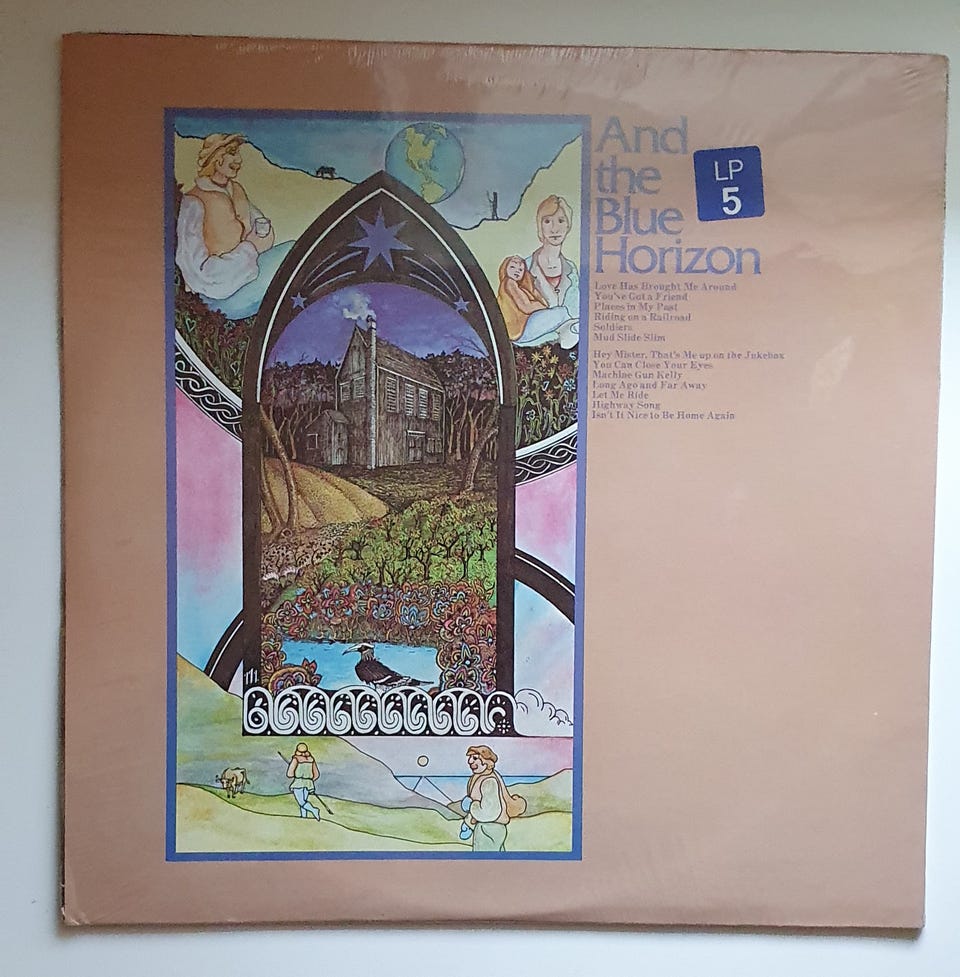 And
the
Blue
Horizon
LP
5
Love Has Brought Me Around
You've Got a Friend
Places in My Past
Riding on a Railroad
Soldiers
Mud Slide Slim
Hey Mister, That's Me up on the Jukebox
You Can Close Your Eyes
Machine Gun Kelly
Long Ago and Far Away
Let Me Ride
Highway Song
Isn't It Nice to Be Home Again